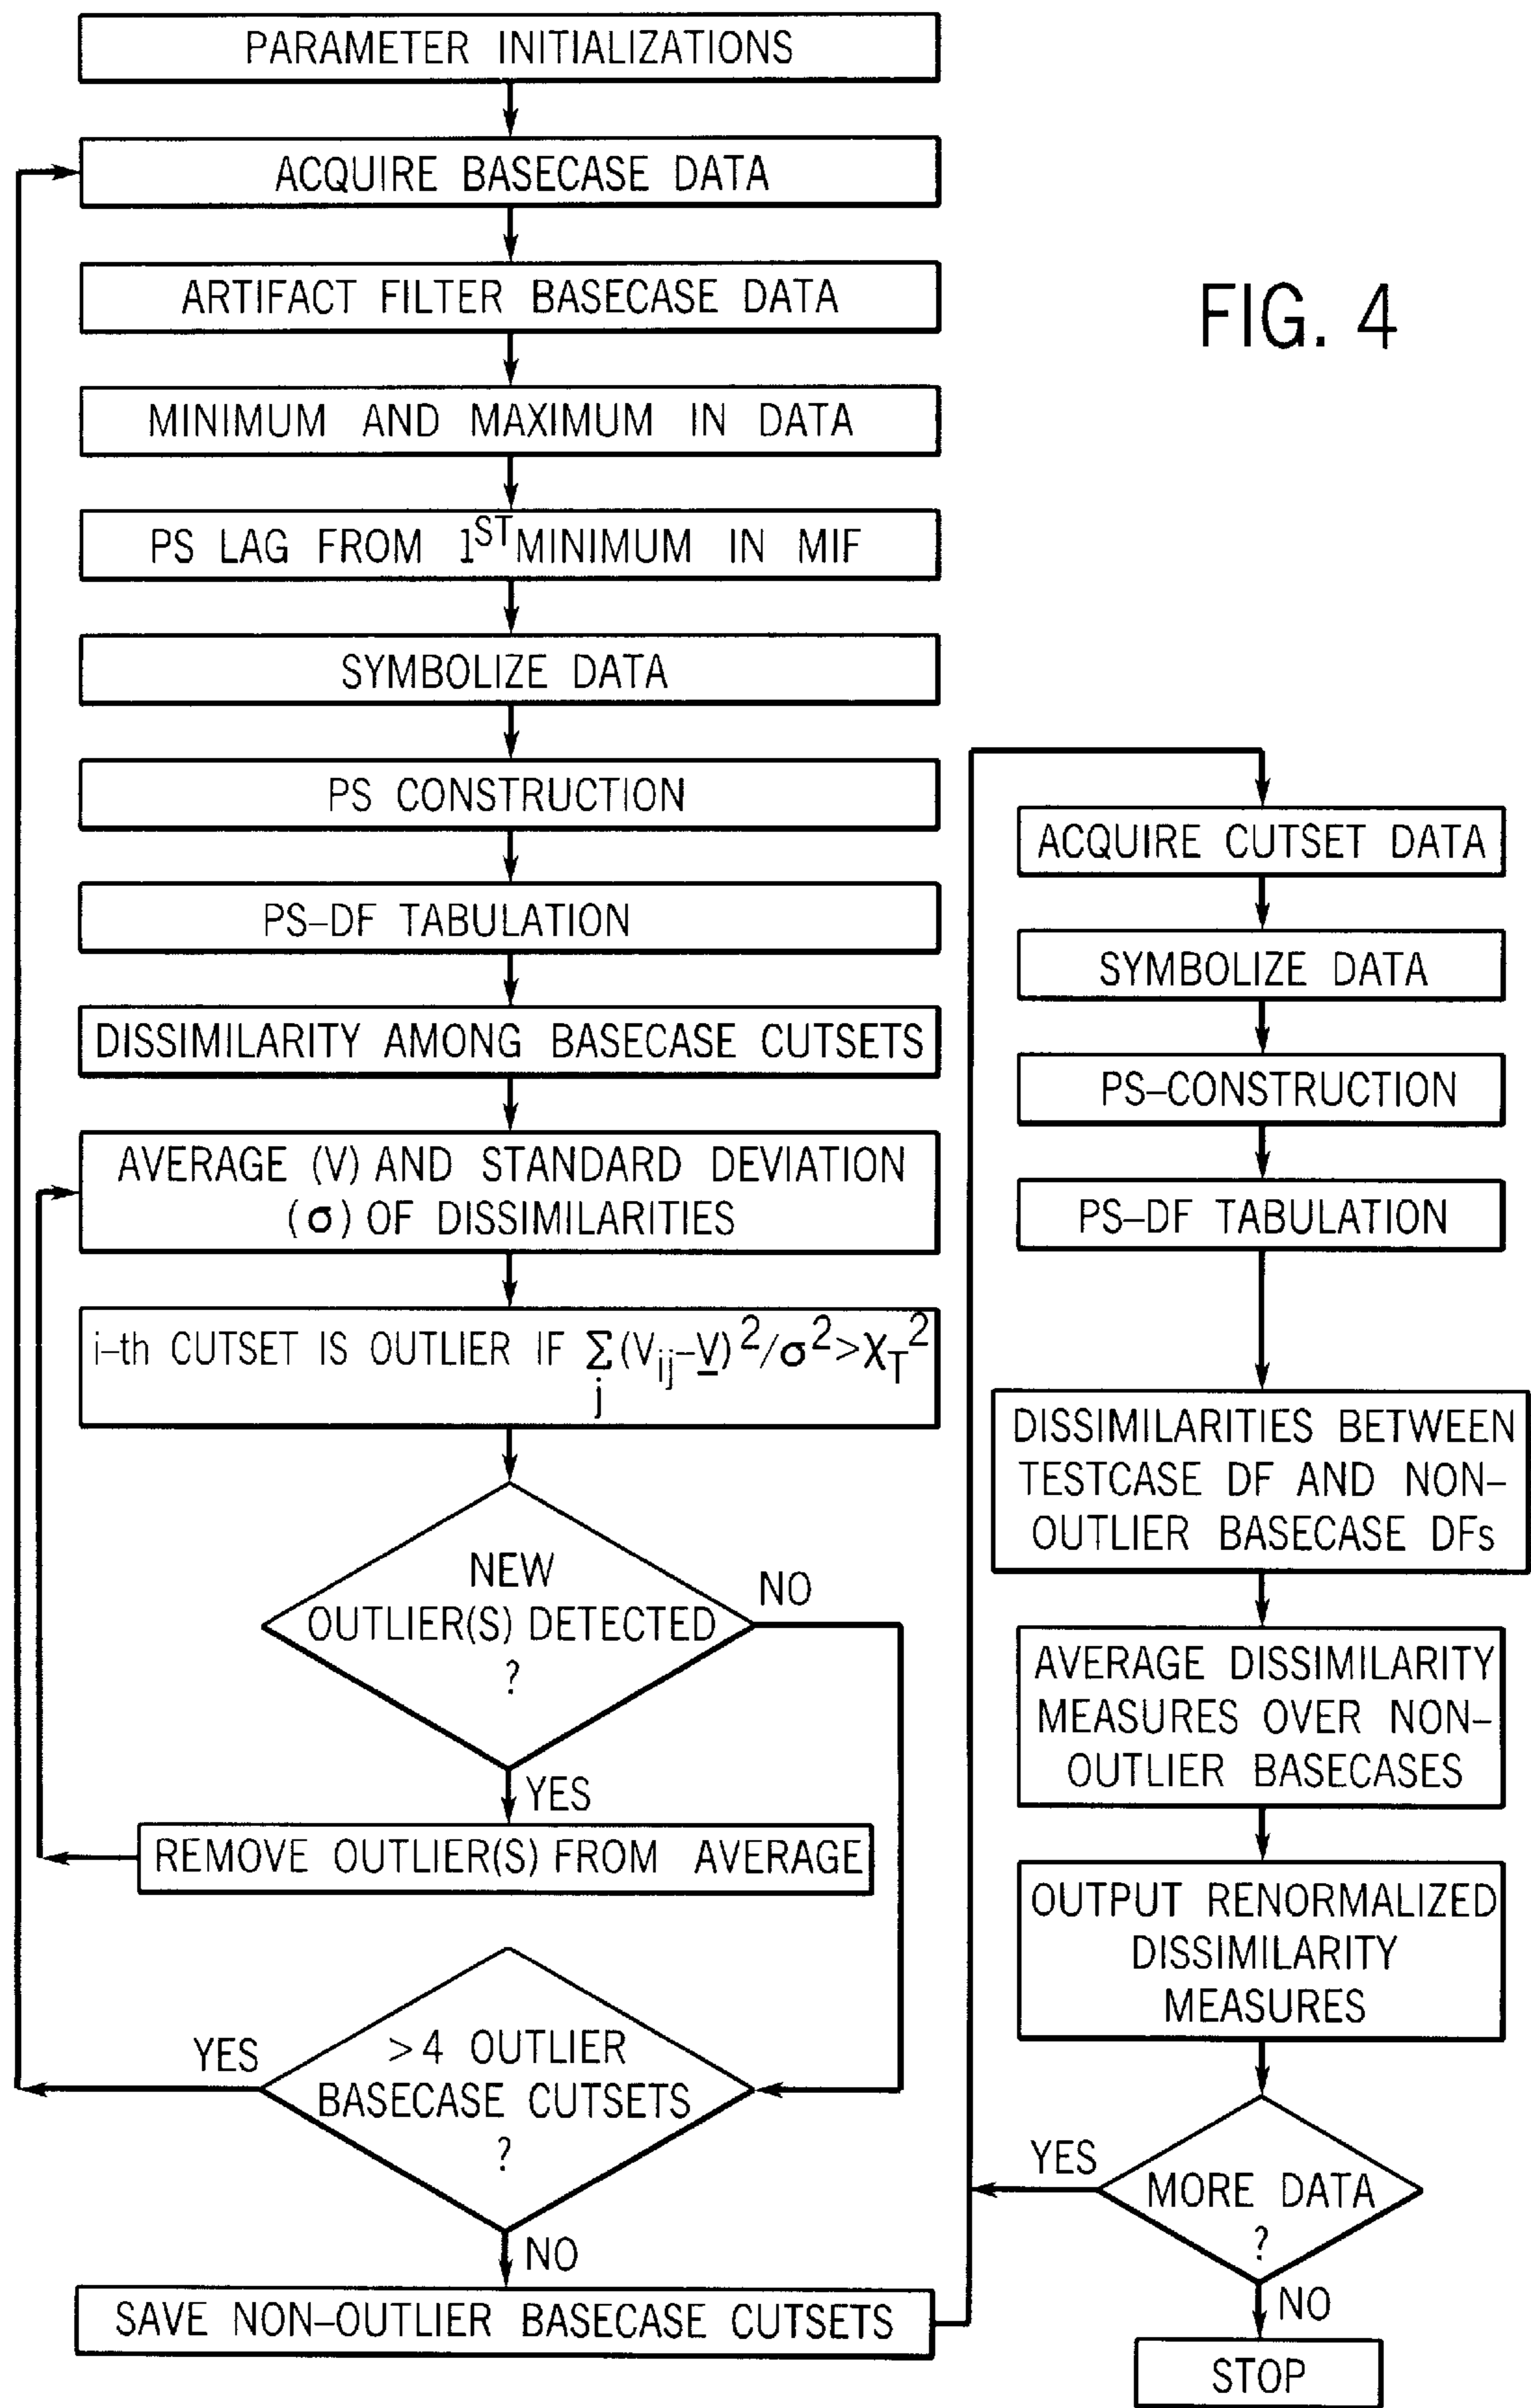 PARAMETER INITIALIZATIONS
ACQUIRE BASECASE DATA
ARTIFACT FILTER BASECASE DATA
MINIMUM AND MAXIMUM IN DATA
PS LAG FROM 1ST MINIMUM IN MIF
SYMBOLIZE DATA
PS CONSTRUCTION
PS-DF TABULATION
DISSIMILARITY AMONG BASECASE CUTSETS
AVERAGE (V) AND STANDARD DEVIATION
(σ) OF DISSIMILARITIES
i-th CUTSET IS OUTLIER IF Σ(Vij-V)²/σ²>χT²
j
NEW
OUTLIER(S) DETECTED
?
NO
YES
REMOVE OUTLIER(S) FROM AVERAGE
YES
>4 OUTLIER
BASECASE CUTSETS
?
NO
SAVE NON-OUTLIER BASECASE CUTSETS
FIG. 4
ACQUIRE CUTSET DATA
SYMBOLIZE DATA
PS-CONSTRUCTION
PS-DF TABULATION
DISSIMILARITIES BETWEEN
TESTCASE DF AND NON-
OUTLIER BASECASE DFs
AVERAGE DISSIMILARITY
MEASURES OVER NON-
OUTLIER BASECASES
OUTPUT RENORMALIZED
DISSIMILARITY
MEASURES
YES
MORE DATA
?
NO
STOP